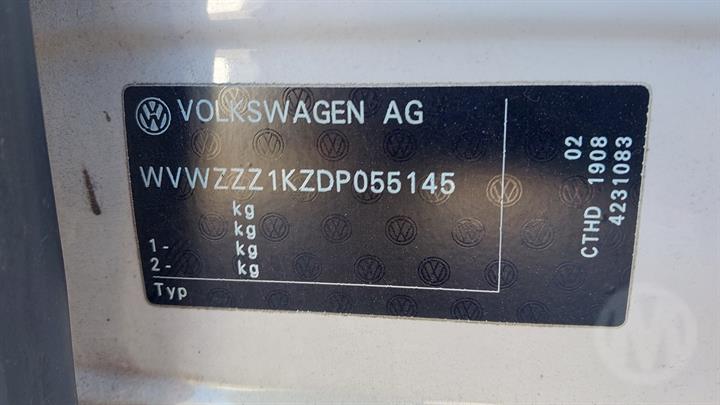 VOLKSWAGEN AG
WVWZZZ1KZDP055145
kg
kg
1- kg
2- kg
Typ
02
CTHD 1908
4231083